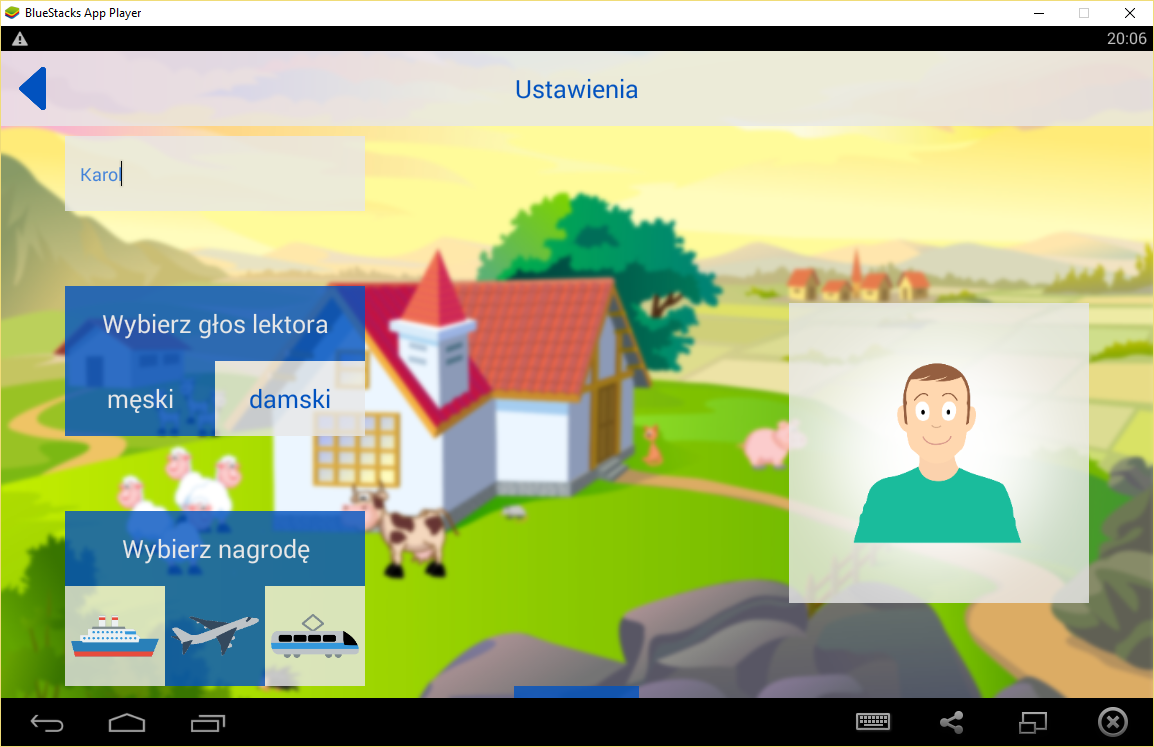 BlueStacks App Player
20:06
Ustawienia
Karol
Wybierz głos lektora
męski damski
Wybierz nagrodę